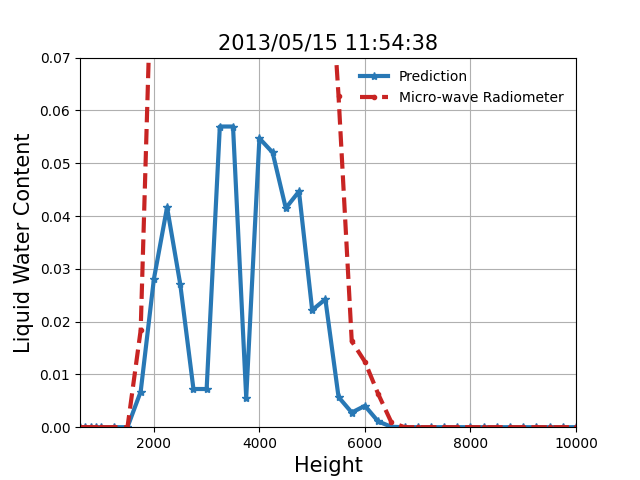 2013/05/15 11:54:38
Prediction
Micro-wave Radiometer
Liquid Water Content
0.07
0.06
0.05
0.04
0.03
0.02
0.01
0.00
2000 4000 6000 8000 10000
Height